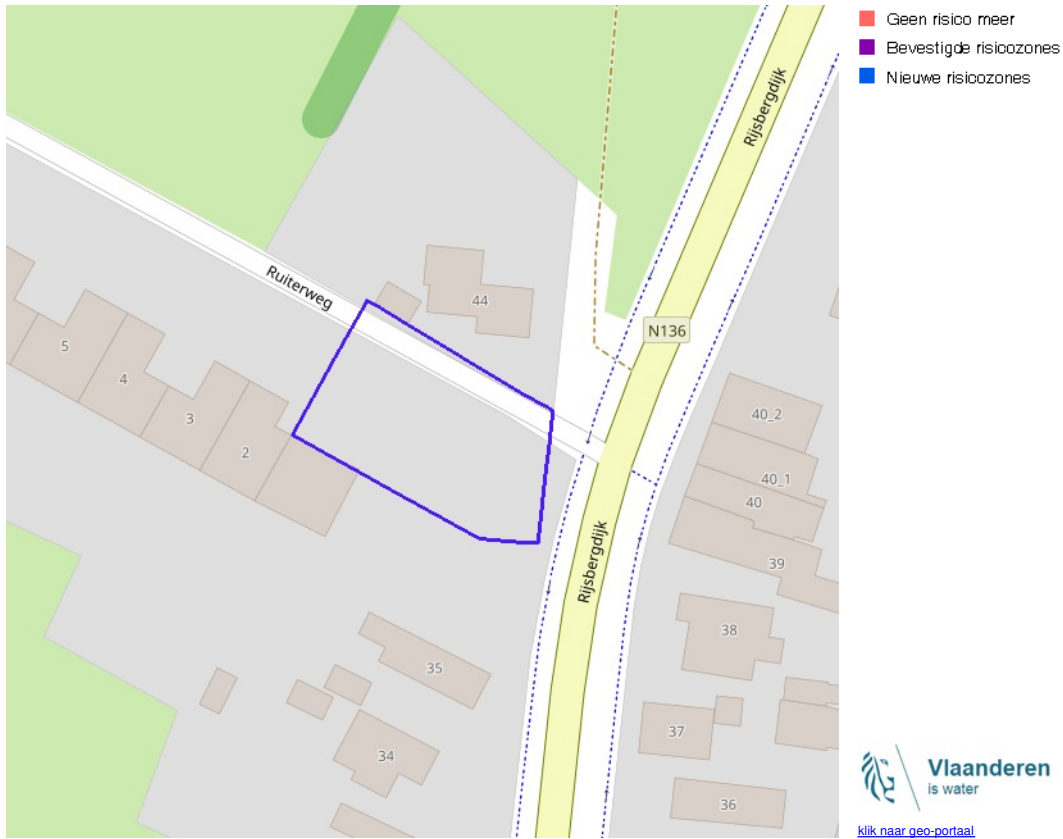 Geen risico meer
Bevestigde risicozones
Nieuwe risicozones
Rijsbergdijk
Ruiterweg
44
N136
5
4
3
2
40_2
40_1
40
39
Rijsbergdijk
38
35
37
34
36
Vlaanderen
is water
klik naar geo-portaal